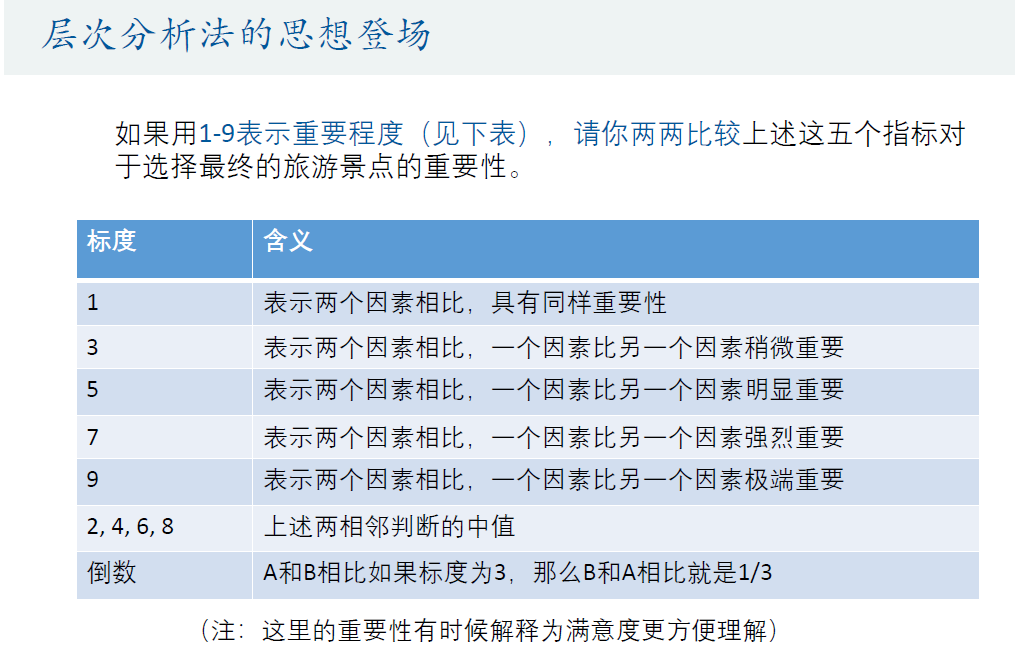 层次分析法的思想登场
如果用1-9表示重要程度（见下表），请你两两比较上述这五个指标对
于选择最终的旅游景点的重要性。
标度 含义
1 表示两个因素相比，具有同样重要性
3 表示两个因素相比，一个因素比另一个因素稍微重要
5 表示两个因素相比，一个因素比另一个因素明显重要
7 表示两个因素相比，一个因素比另一个因素强烈重要
9 表示两个因素相比，一个因素比另一个因素极端重要
2, 4, 6, 8 上述两相邻判断的中值
倒数 A和B相比如果标度为3，那么B和A相比就是1/3
（注：这里的重要性有时候解释为满意度更方便理解）